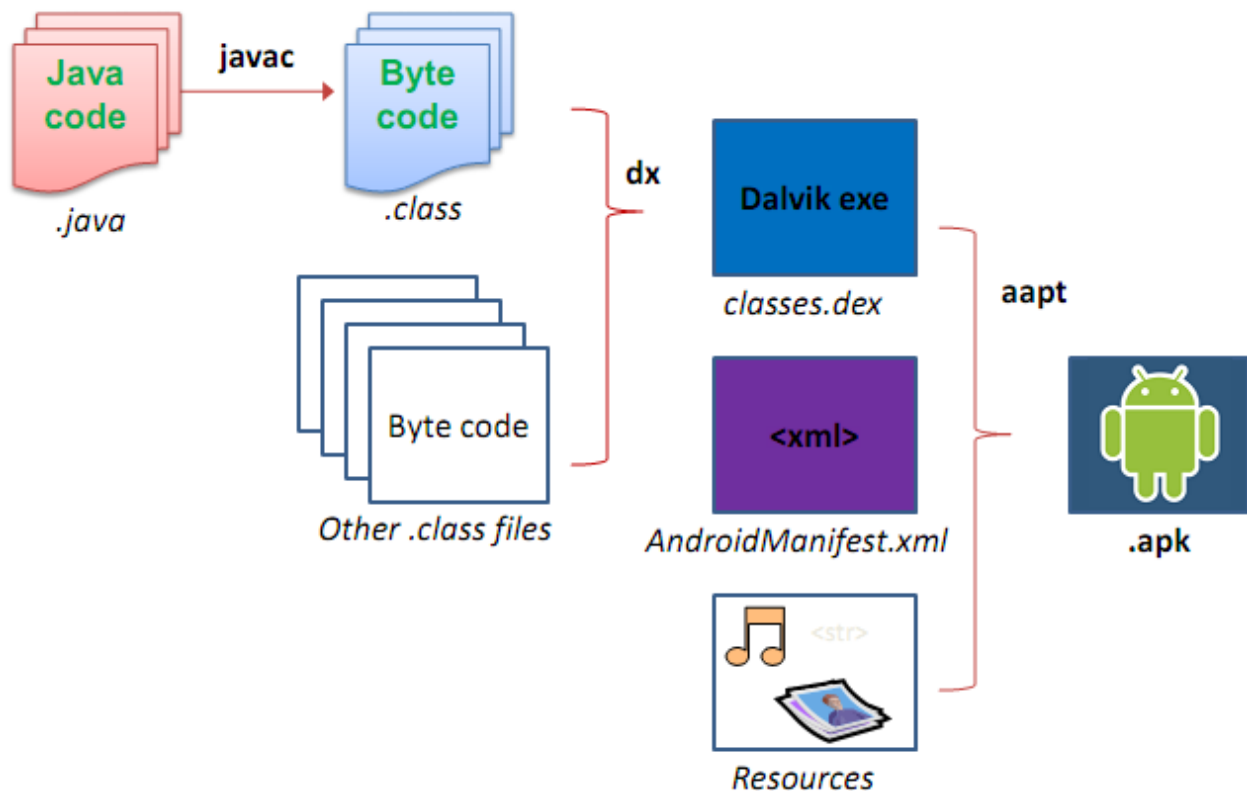 Java
code
.java
javac
Byte
code
.class
Byte code
Other .class files
dx
Dalvik exe
classes.dex
<xml>
AndroidManifest.xml
<str>
Resources
aapt
.apk